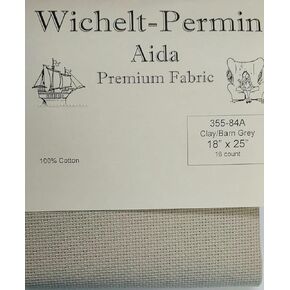 Wichelt-Permin
Aida
Premium Fabric
355-84A
Clay/Barn Grey
18" x 25"
16 count
100% Cotton